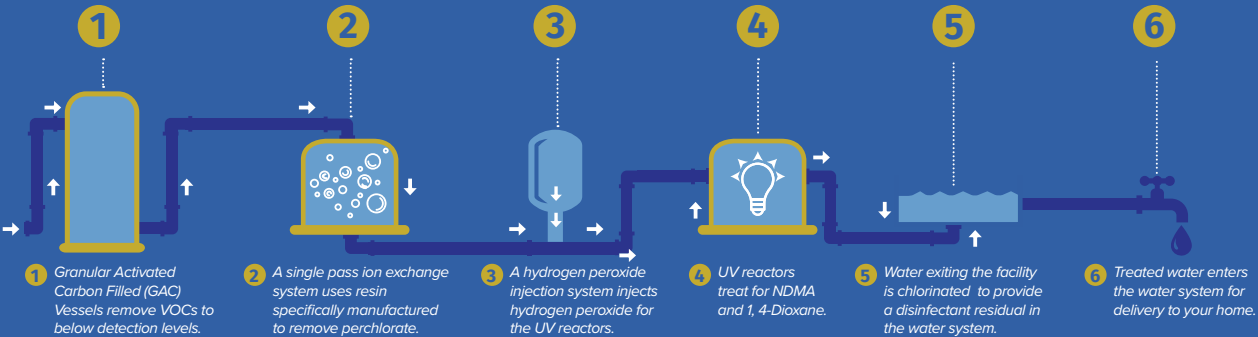 1
2
3
4
5
6
1 Granular Activated
Carbon Filled (GAC)
Vessels remove VOCs to
below detection levels.
2 A single pass ion exchange
system uses resin
specifically manufactured
to remove perchlorate.
3 A hydrogen peroxide
injection system injects
hydrogen peroxide for
the UV reactors.
4 UV reactors
treat for NDMA
and 1, 4-Dioxane.
5 Water exiting the facility
is chlorinated to provide
a disinfectant residual in
the water system.
6 Treated water enters
the water system for
delivery to your home.